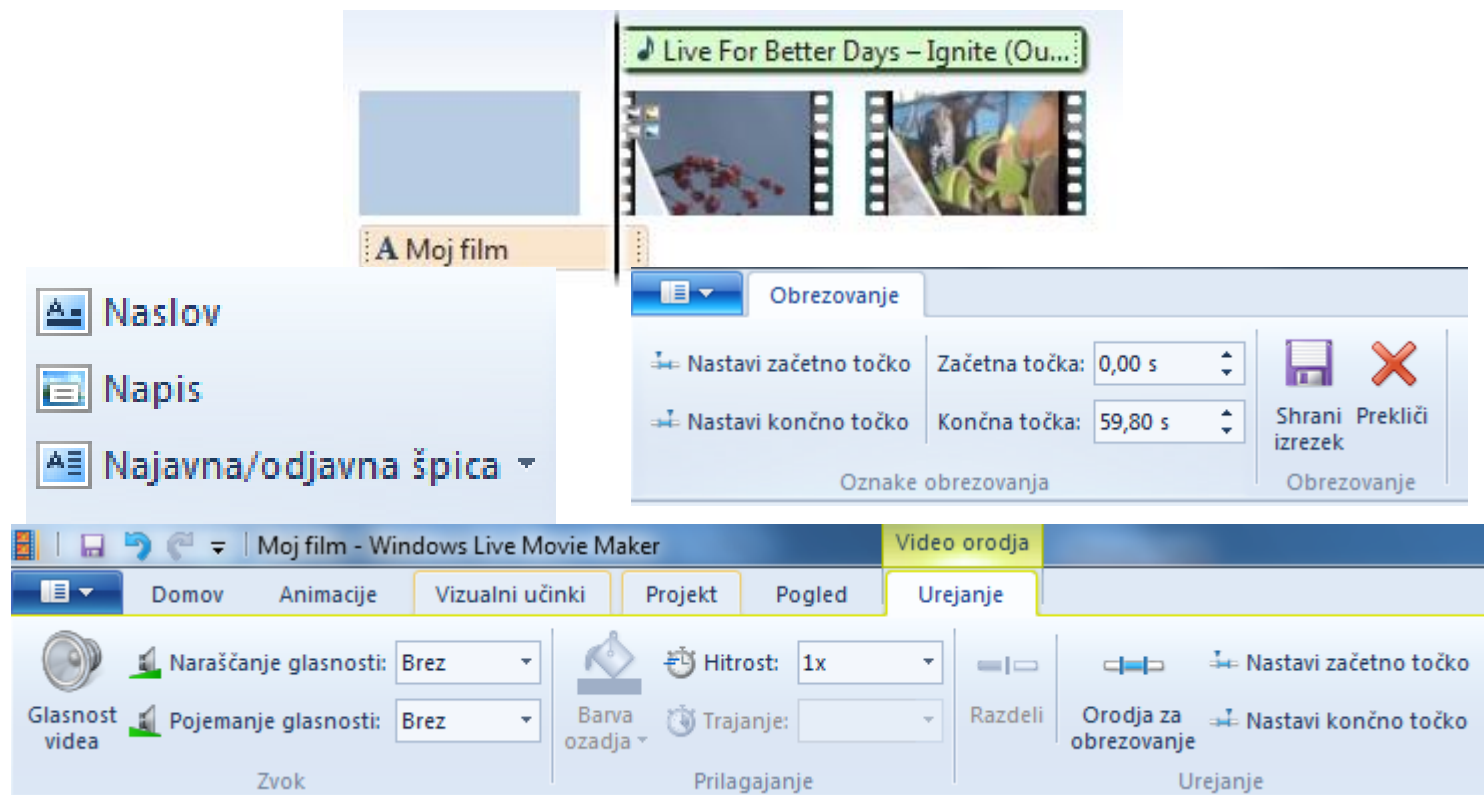 Live For Better Days – Ignite (Ou...
A Moj film
Naslov
Napis
Najavna/odjavna špica
Obrezovanje
Nastavi začetno točko
Začetna točka: 0,00 s
Nastavi končno točko
Končna točka: 59,80 s
Shrani izrezek
Prekliči
Oznake obrezovanja
Obrezovanje
Moj film - Windows Live Movie Maker
Video orodja
Domov
Animacije
Vizualni učinki
Projekt
Pogled
Urejanje
Glasnost videa
Naraščanje glasnosti: Brez
Pojemanje glasnosti: Brez
Zvok
Barva ozadja
Hitrost: 1x
Trajanje:
Prilagajanje
Razdeli
Orodja za obrezovanje
Nastavi začetno točko
Nastavi končno točko
Urejanje